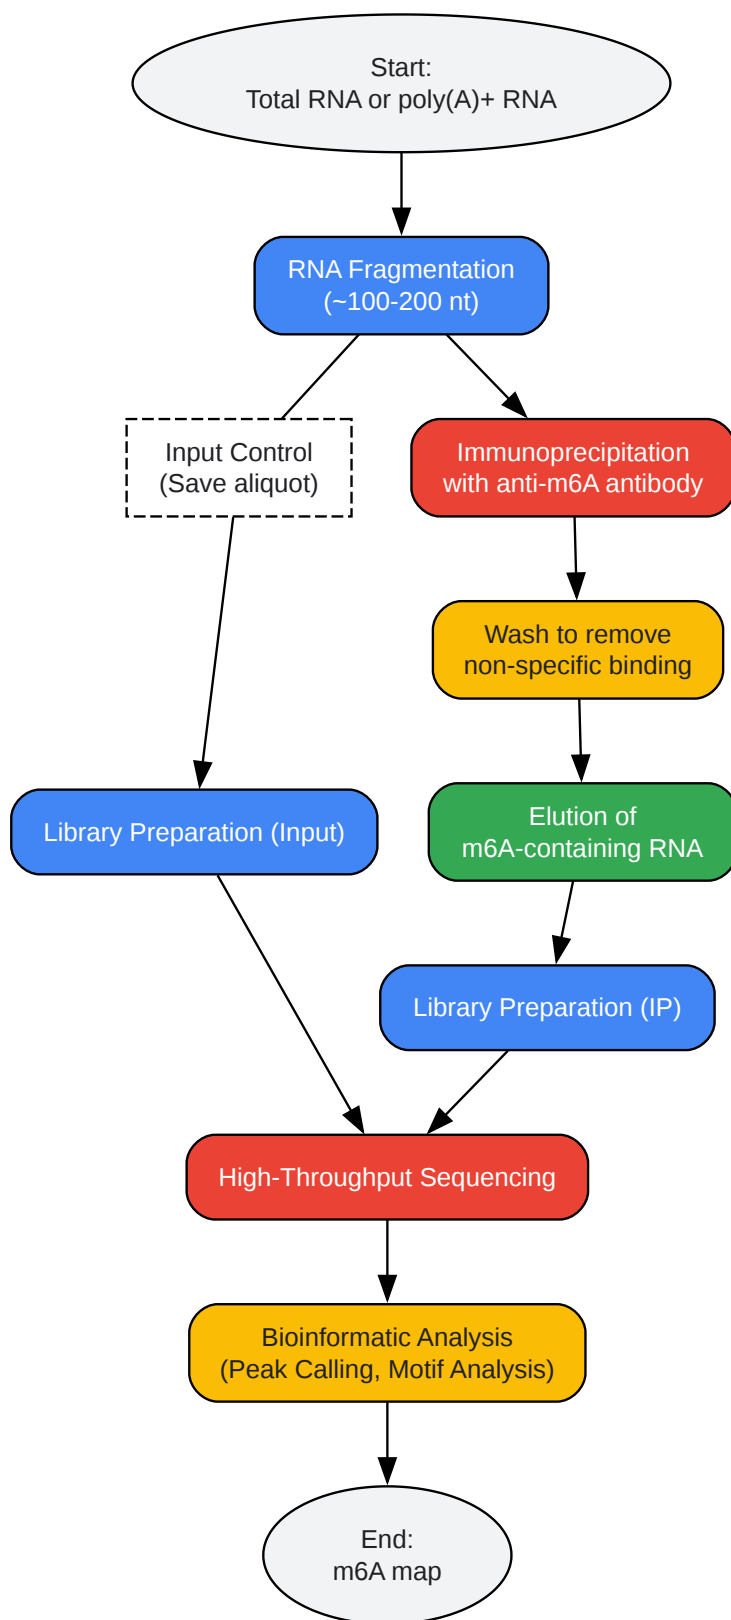 Start:
Total RNA or poly(A)+ RNA
RNA Fragmentation
(~100-200 nt)
Input Control
(Save aliquot)
Immunoprecipitation
with anti-m6A antibody
Wash to remove
non-specific binding
Library Preparation (Input)
Elution of
m6A-containing RNA
Library Preparation (IP)
High-Throughput Sequencing
Bioinformatic Analysis
(Peak Calling, Motif Analysis)
End:
m6A map